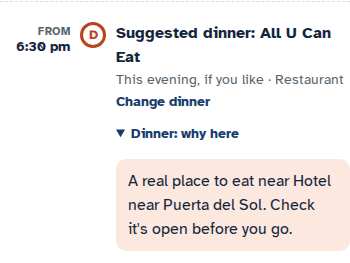 FROM
6:30 pm
D
Suggested dinner: All U Can
Eat
This evening, if you like · Restaurant
Change dinner
▼ Dinner: why here
A real place to eat near Hotel
near Puerta del Sol. Check
it's open before you go.